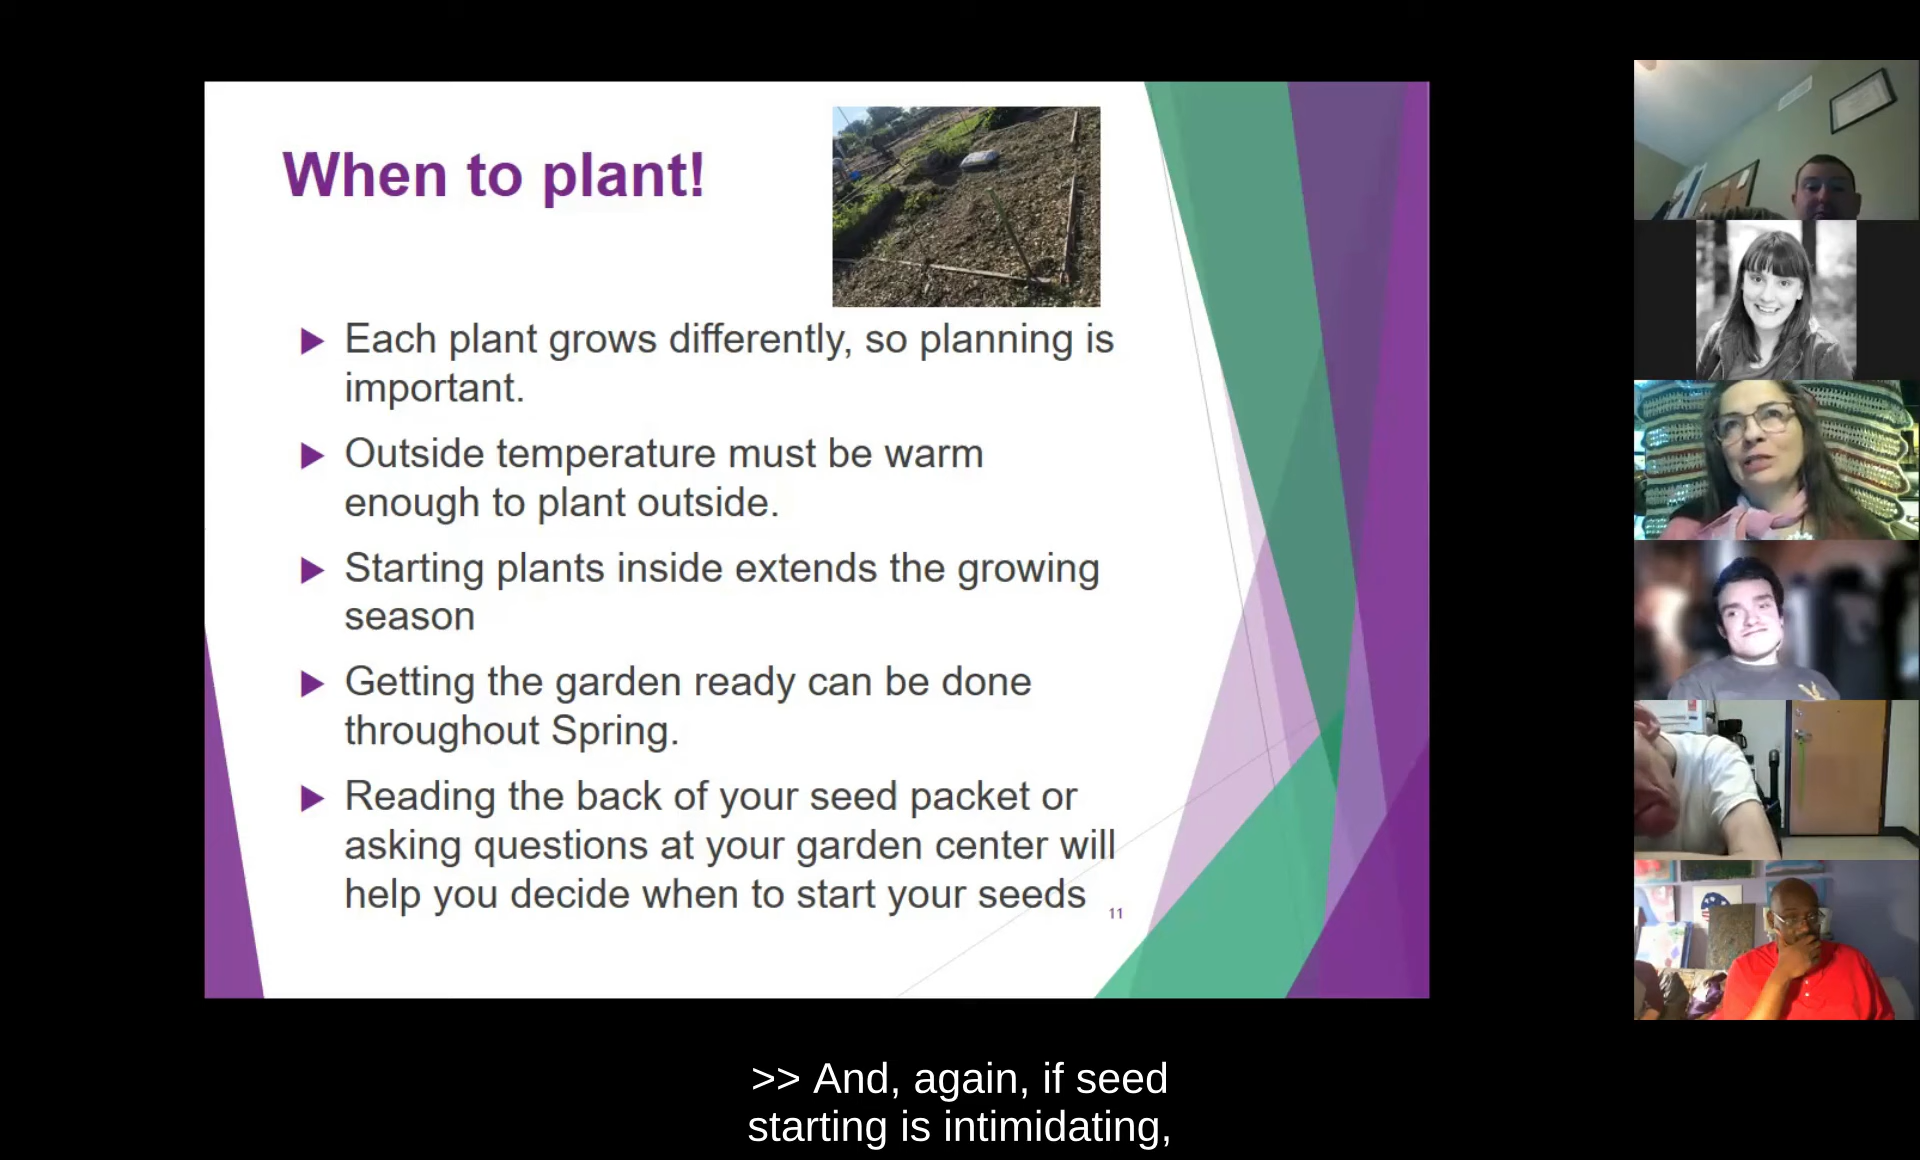 When to plant!
Each plant grows differently, so planning is
important.
Outside temperature must be warm
enough to plant outside.
Starting plants inside extends the growing
season
Getting the garden ready can be done
throughout Spring.
Reading the back of your seed packet or
asking questions at your garden center will
help you decide when to start your seeds
11
>> And, again, if seed
starting is intimidating,